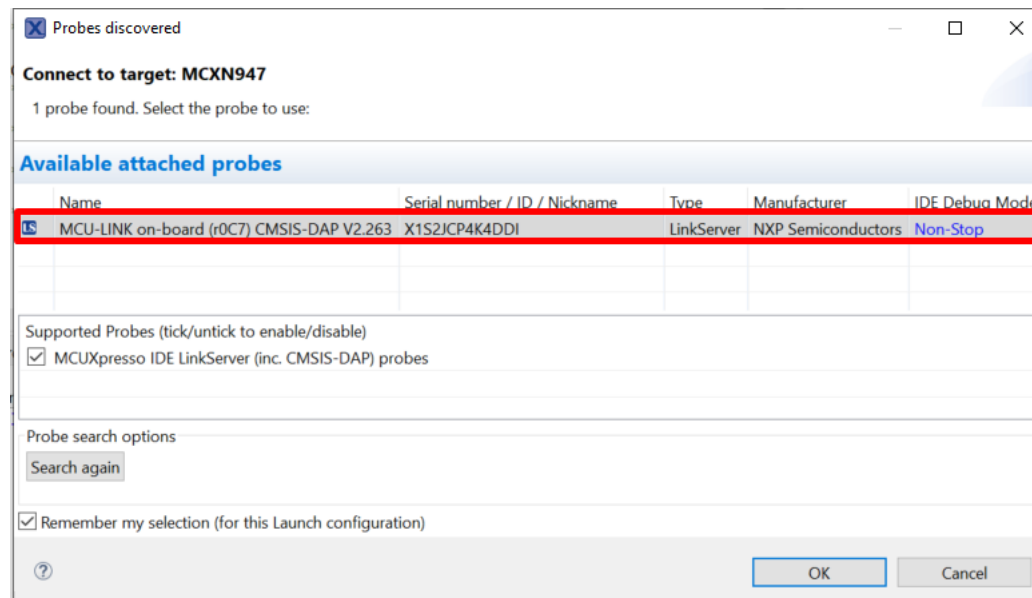 Probes discovered
Connect to target: MCXN947
1 probe found. Select the probe to use:
Available attached probes
Name Serial number / ID / Nickname Type Manufacturer IDE Debug Mode
LS MCU-LINK on-board (r0C7) CMSIS-DAP V2.263 X1S2JCP4K4DDI LinkServer NXP Semiconductors Non-Stop
Supported Probes (tick/untick to enable/disable)
MCUXpresso IDE LinkServer (inc. CMSIS-DAP) probes
Probe search options
Search again
Remember my selection (for this Launch configuration)
? OK Cancel